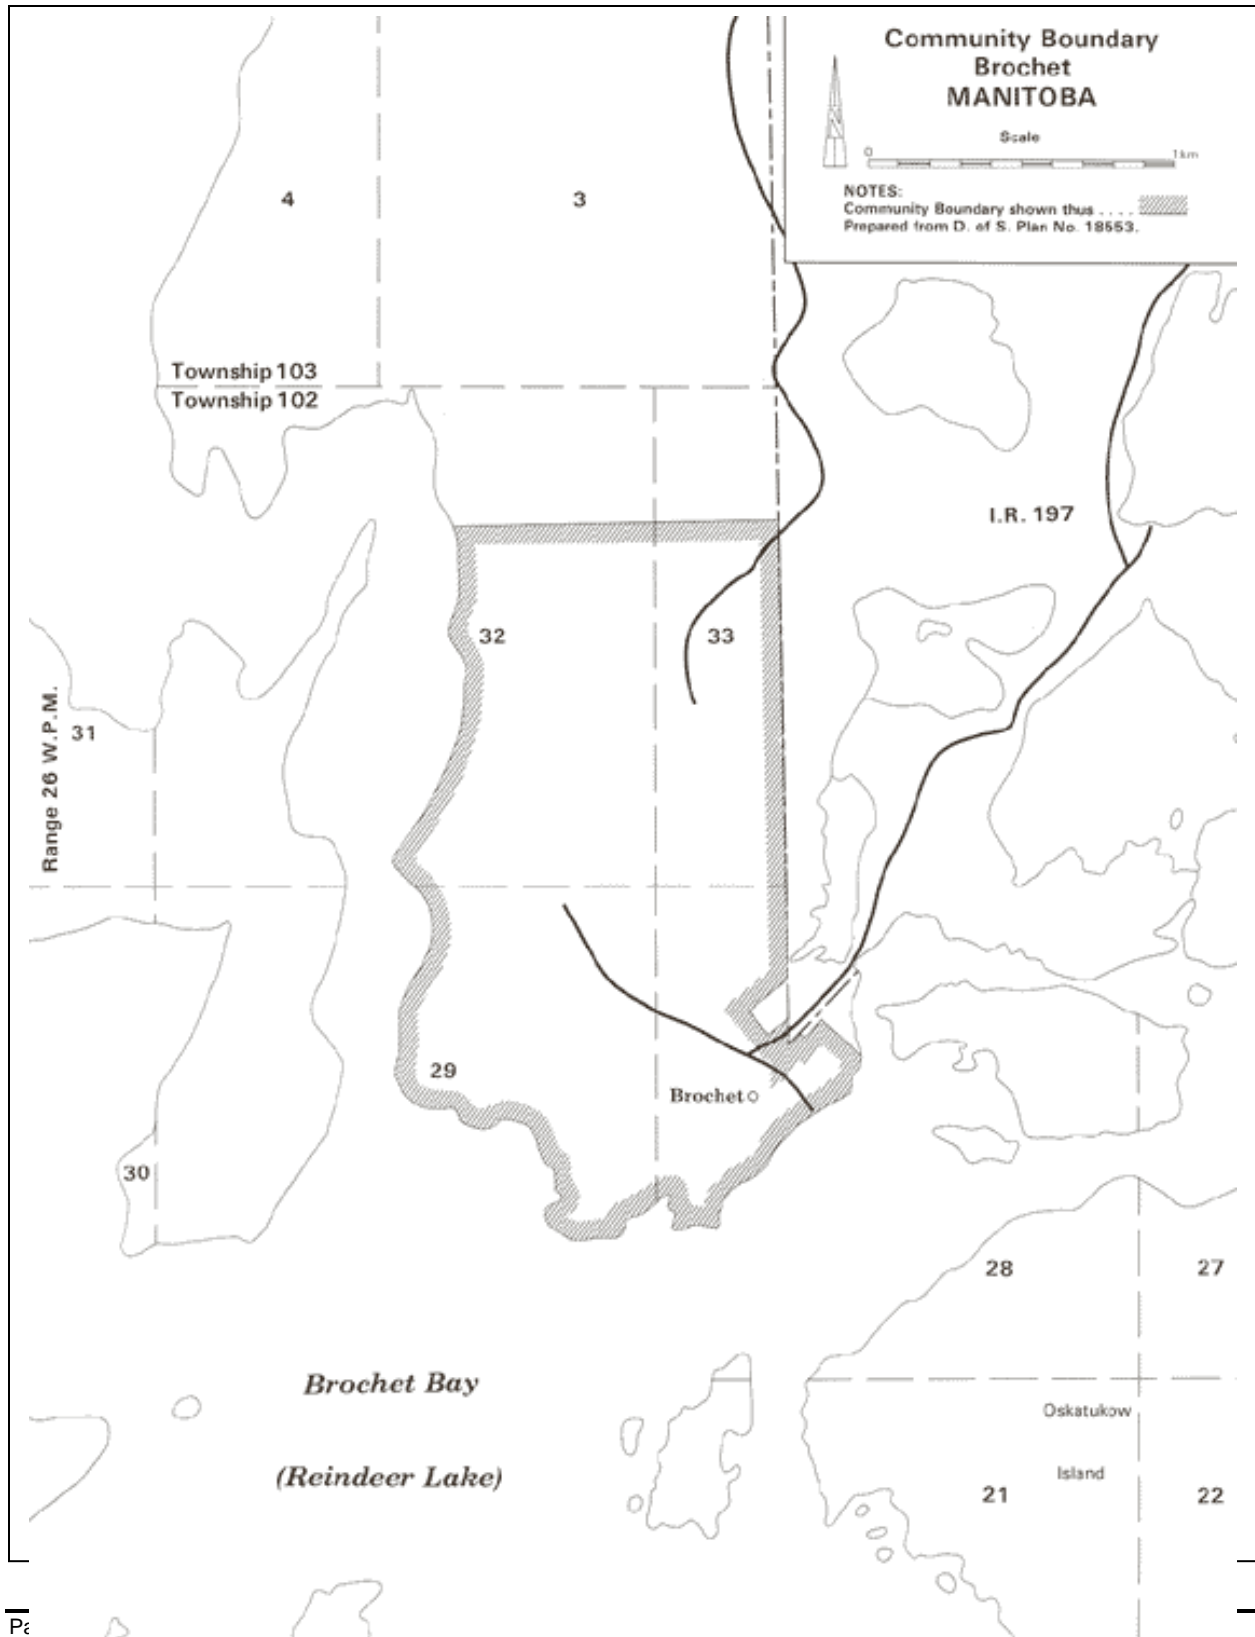 Community Boundary
Brochet
MANITOBA
Scale
0 1 km
NOTES:
Community Boundary shown thus ....
Prepared from D. of S. Plan No. 18553.
4
3
Township 103
Township 102
I.R. 197
32
33
31
Range 26 W.P.M.
29
Brochet
30
28
27
Brochet Bay
Oskatukow
(Reindeer Lake)
Island
21
22